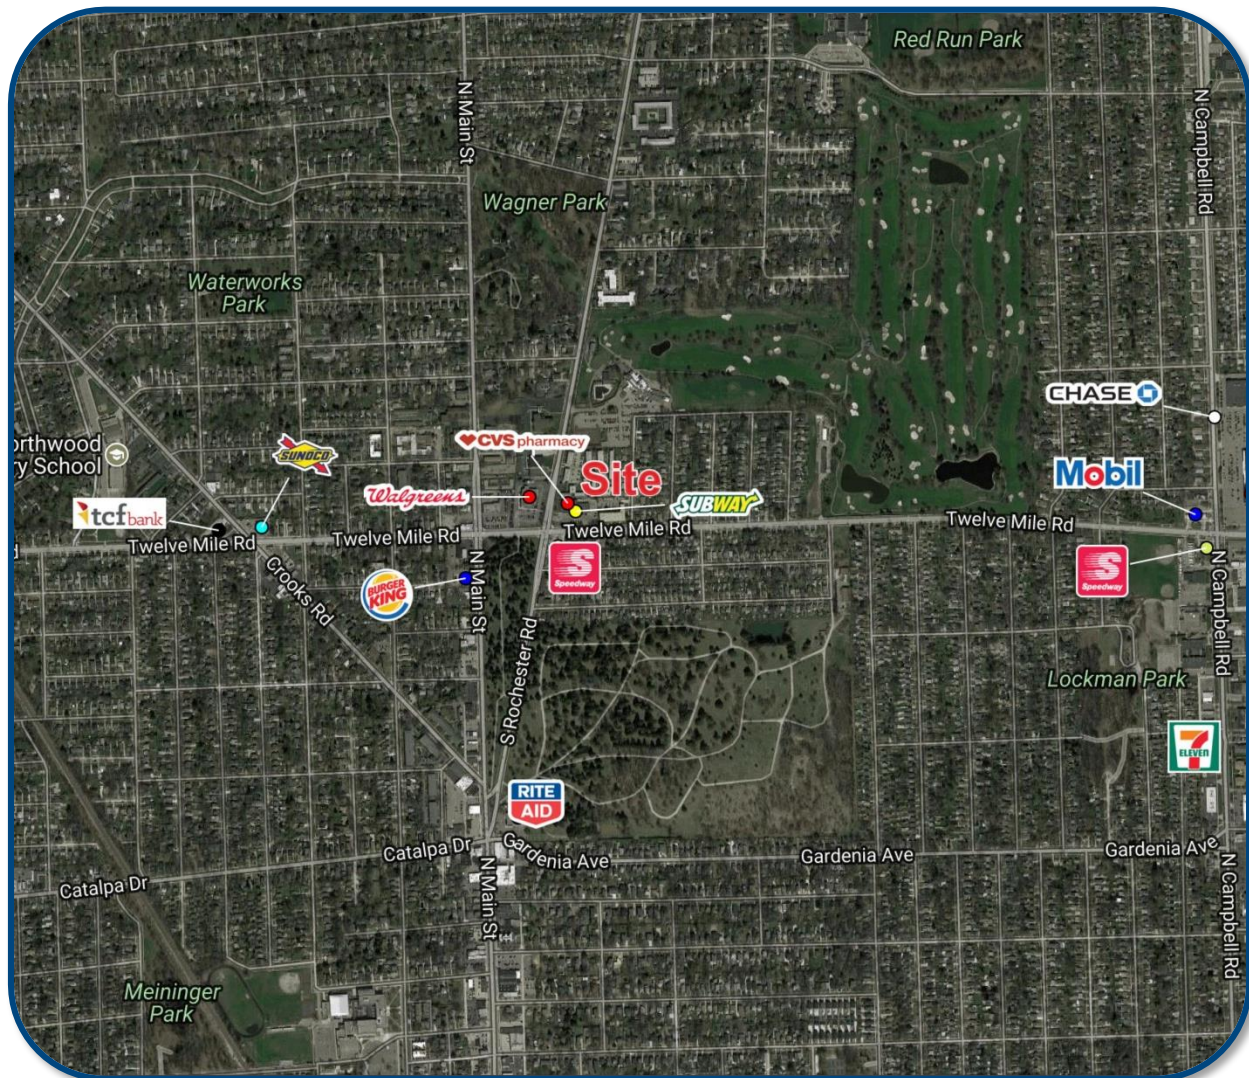 Red Run Park
N Main St
N Campbell Rd
Wagner Park
Waterworks
Park
CHASE
CVS pharmacy
orthwood
ry School
SUNOCO
Mobil
Site
Walgreens
SUBWAY
tcf bank
Twelve Mile Rd
Twelve Mile Rd
Twelve Mile Rd
Twelve Mile Rd
d
Speedway
Speedway
BURGER
KING
Crooks Rd
N Main St
N Campbell Rd
S Rochester Rd
Lockman Park
7
ELEVEN
RITE
AID
Catalpa Dr
Gardenia Ave
Gardenia Ave
Gardenia Ave
Catalpa Dr
N Main St
N Campbell Rd
Meininger
Park